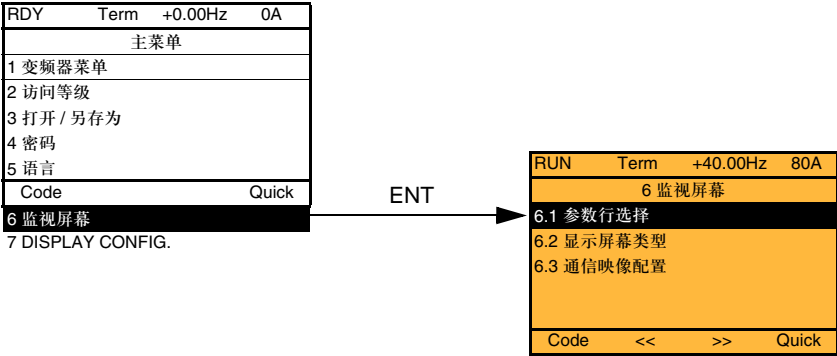 RDY Term +0.00Hz 0A
主菜单
1 变频器菜单
2 访问等级
3 打开 / 另存为
4 密码
5 语言
Code Quick
6 监视屏幕
7 DISPLAY CONFIG.
ENT
RUN Term +40.00Hz 80A
6 监视屏幕
6.1 参数行选择
6.2 显示屏幕类型
6.3 通信映像配置
Code << >> Quick